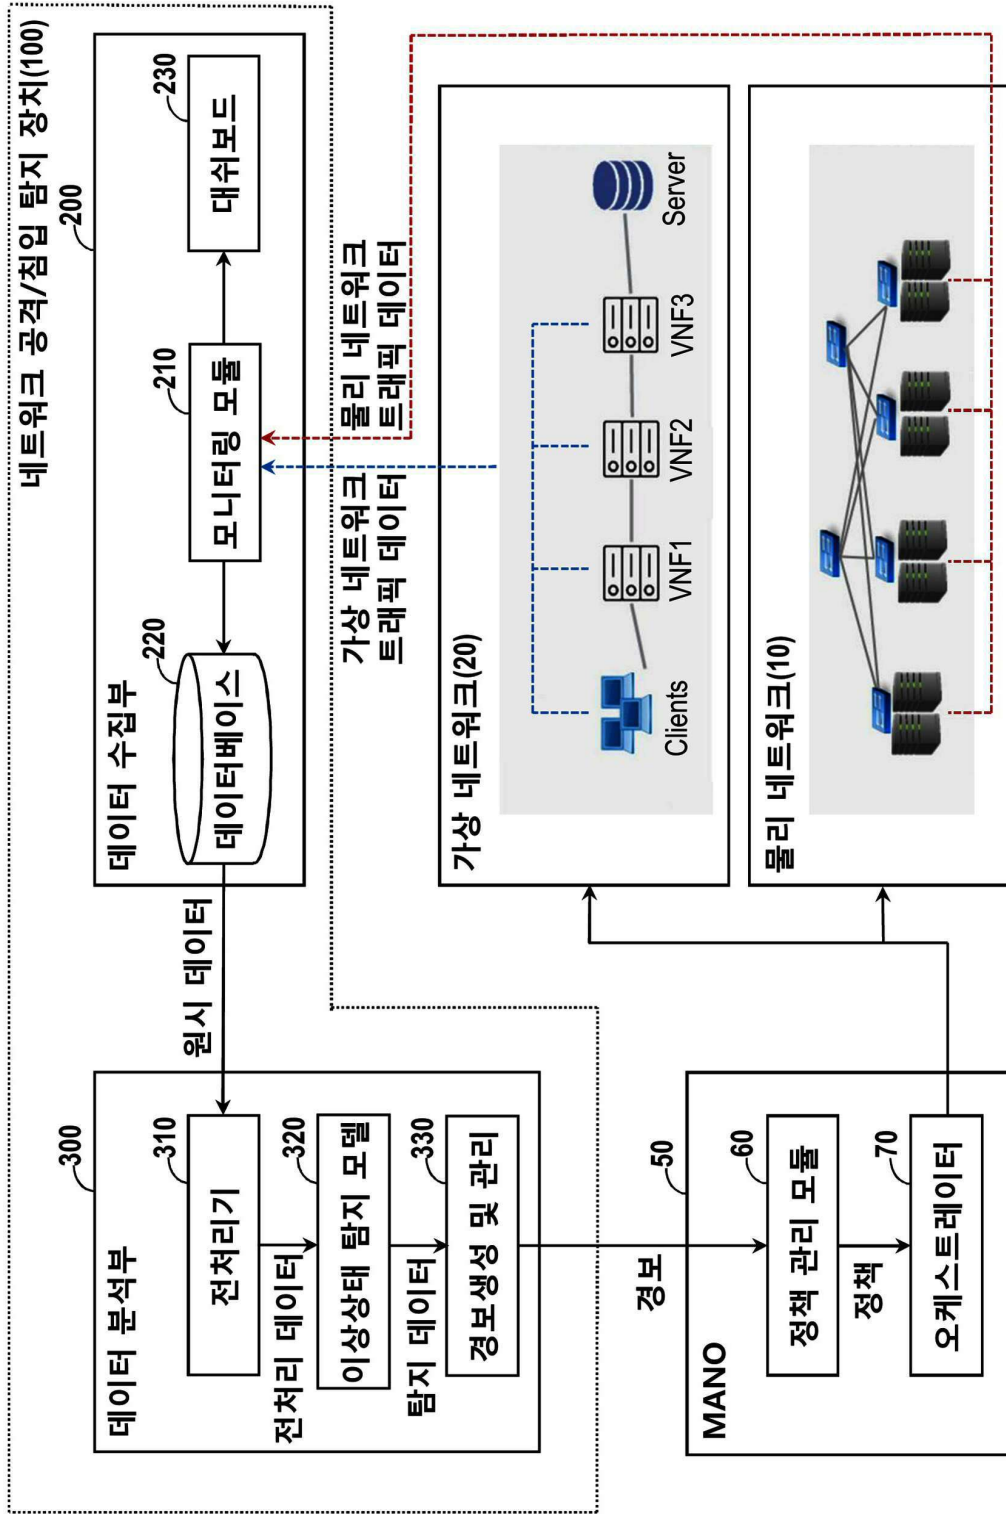 네트워크 공격/침입 탐지 장치(100)
데이터 분석부
300
전처리기
310
전처리 데이터
이상상태 탐지 모델
320
탐지 데이터
경보생성 및 관리
330
원시 데이터
데이터 수집부
200
데이터베이스
220
모니터링 모듈
210
대쉬보드
230
가상 네트워크
트래픽 데이터
물리 네트워크
트래픽 데이터
경보
MANO
50
정책 관리 모듈
60
정책
오케스트레이터
70
가상 네트워크(20)
Clients
VNF1
VNF2
VNF3
Server
물리 네트워크(10)